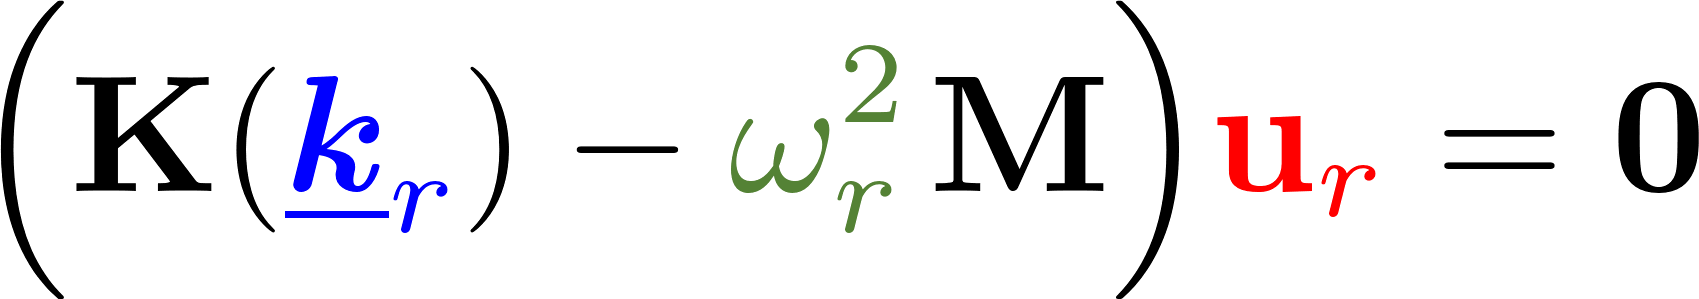 (K(k_r) − ω_r^2 M) u_r = 0